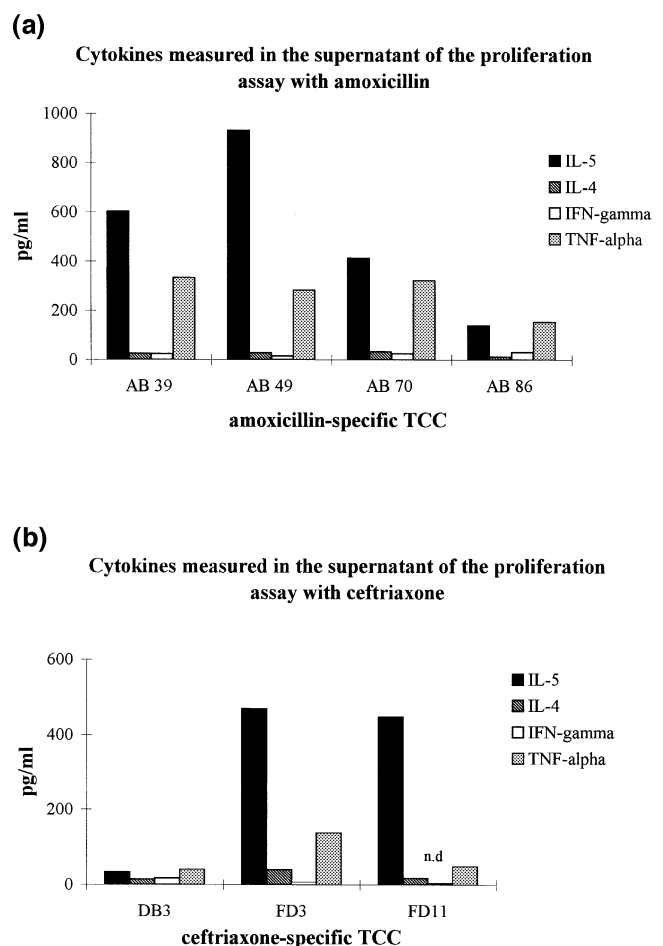 (a)
Cytokines measured in the supernatant of the proliferation
assay with amoxicillin
1000
800
600
400
200
0
pg/ml
IL-5
IL-4
IFN-gamma
TNF-alpha
AB 39
AB 49
AB 70
AB 86
amoxicillin-specific TCC
(b)
Cytokines measured in the supernatant of the proliferation
assay with ceftriaxone
600
400
200
0
pg/ml
IL-5
IL-4
IFN-gamma
TNF-alpha
n.d
DB3
FD3
FD11
ceftriaxone-specific TCC